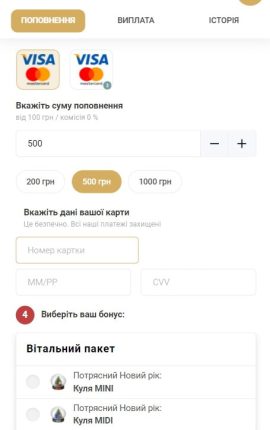 ПОПОВНЕННЯ ВИПЛАТА ІСТОРІЯ
VISA VISA
mastercard mastercard
Вкажіть суму поповнення
від 100 грн / комісія 0 %
500 − +
200 грн 500 грн 1000 грн
Вкажіть дані вашої карти
Це безпечно. Всі наші платежі захищені
Номер картки
ММ/РР CVV
4 Виберіть ваш бонус:
Вітальний пакет
Потрясний Новий рік:
Куля MINI
Потрясний Новий рік:
Куля MIDI